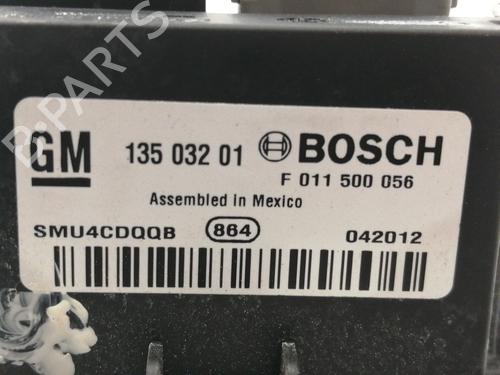 B-PARTS
GM 135 032 01 BOSCH
F 011 500 056
Assembled in Mexico
SMU4CDQQB 864 042012